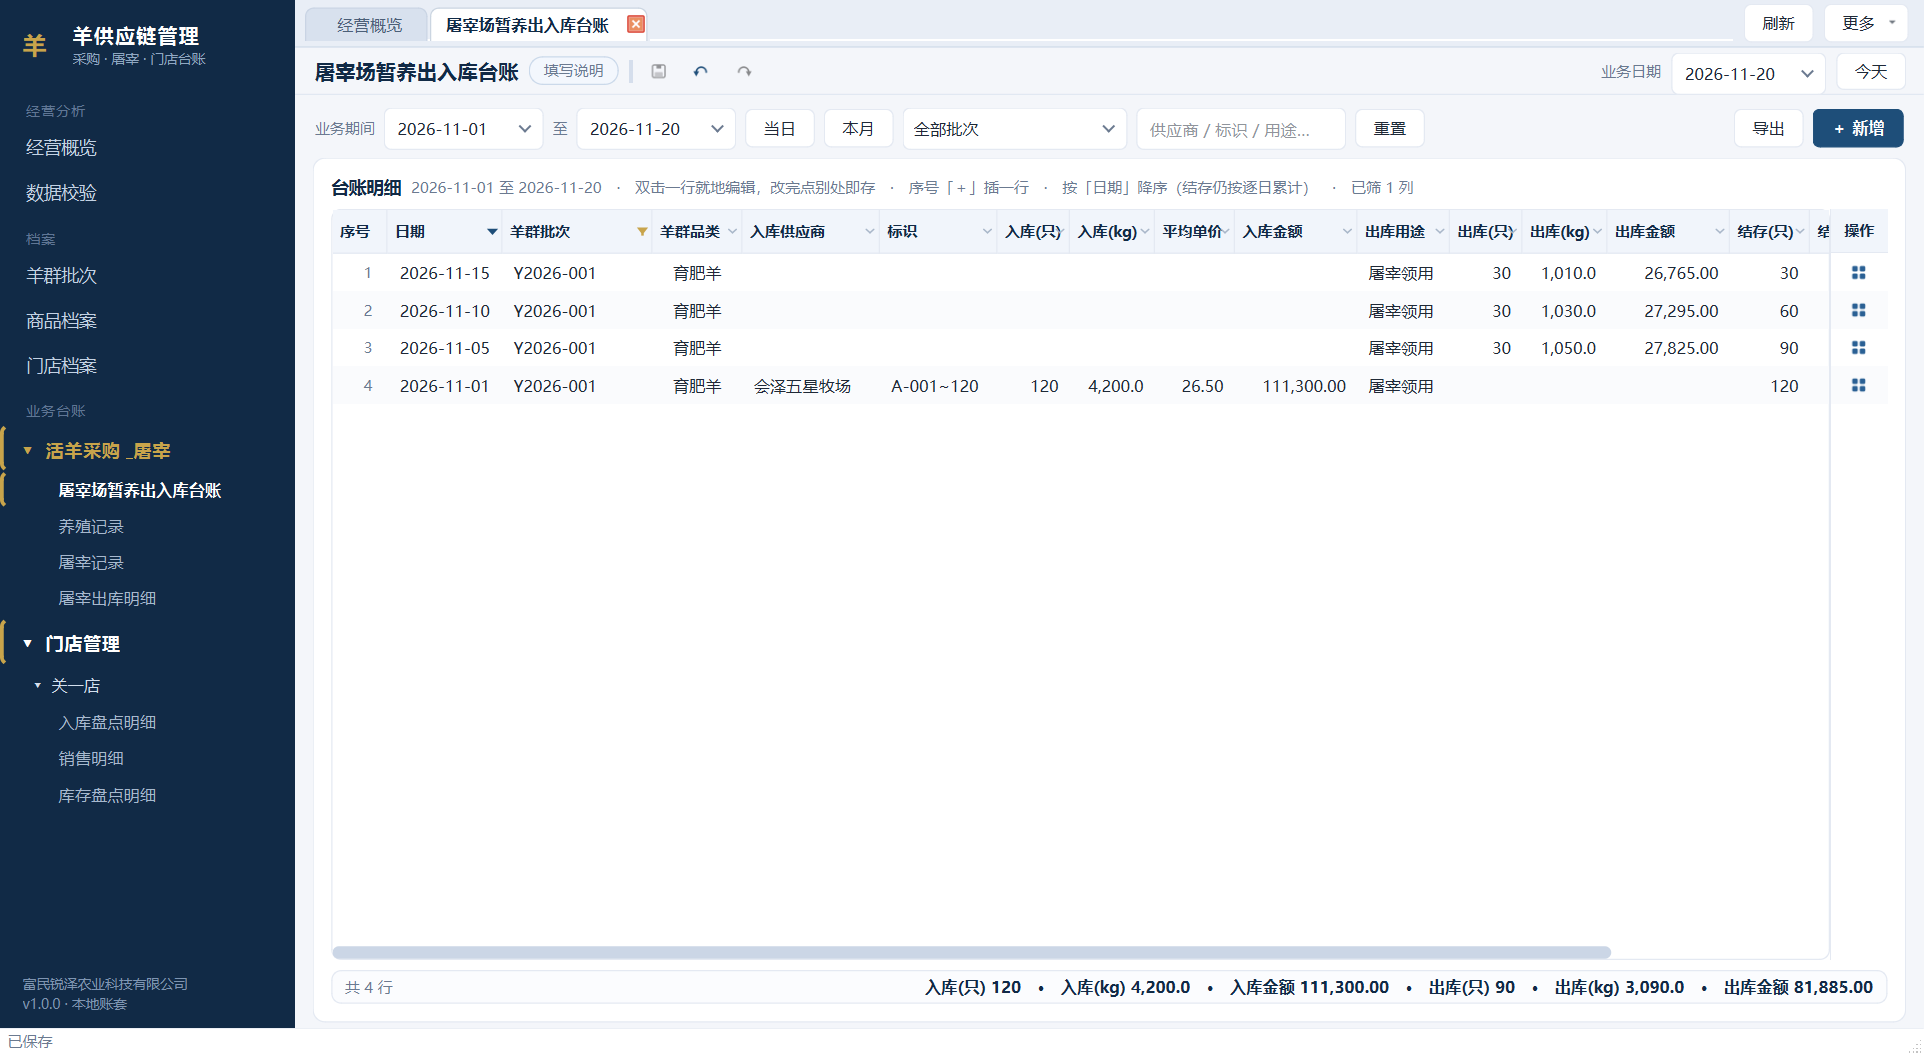 羊
羊供应链管理
采购 · 屠宰 · 门店台账
经营分析
经营概览
数据校验
档案
羊群批次
商品档案
门店档案
业务台账
活羊采购 _屠宰
屠宰场暂养出入库台账
养殖记录
屠宰记录
屠宰出库明细
门店管理
关一店
入库盘点明细
销售明细
库存盘点明细
富民锐泽农业科技有限公司
v1.0.0 · 本地账套
已保存
经营概览 屠宰场暂养出入库台账 刷新 更多
屠宰场暂养出入库台账 填写说明 业务日期 2026-11-20 今天
业务期间 2026-11-01 至 2026-11-20 当日 本月 全部批次 供应商 / 标识 / 用途... 重置 导出 + 新增
台账明细 2026-11-01 至 2026-11-20 · 双击一行就地编辑，改完点别处即存 · 序号「+」插一行 · 按「日期」降序（结存仍按逐日累计） · 已筛 1 列
序号 日期 羊群批次 羊群品类 入库供应商 标识 入库(只) 入库(kg) 平均单价 入库金额 出库用途 出库(只) 出库(kg) 出库金额 结存(只) 结 操作
1 2026-11-15 Y2026-001 育肥羊 屠宰领用 30 1,010.0 26,765.00 30
2 2026-11-10 Y2026-001 育肥羊 屠宰领用 30 1,030.0 27,295.00 60
3 2026-11-05 Y2026-001 育肥羊 屠宰领用 30 1,050.0 27,825.00 90
4 2026-11-01 Y2026-001 育肥羊 会泽五星牧场 A-001~120 120 4,200.0 26.50 111,300.00 屠宰领用 120
共 4 行 入库(只) 120 • 入库(kg) 4,200.0 • 入库金额 111,300.00 • 出库(只) 90 • 出库(kg) 3,090.0 • 出库金额 81,885.00